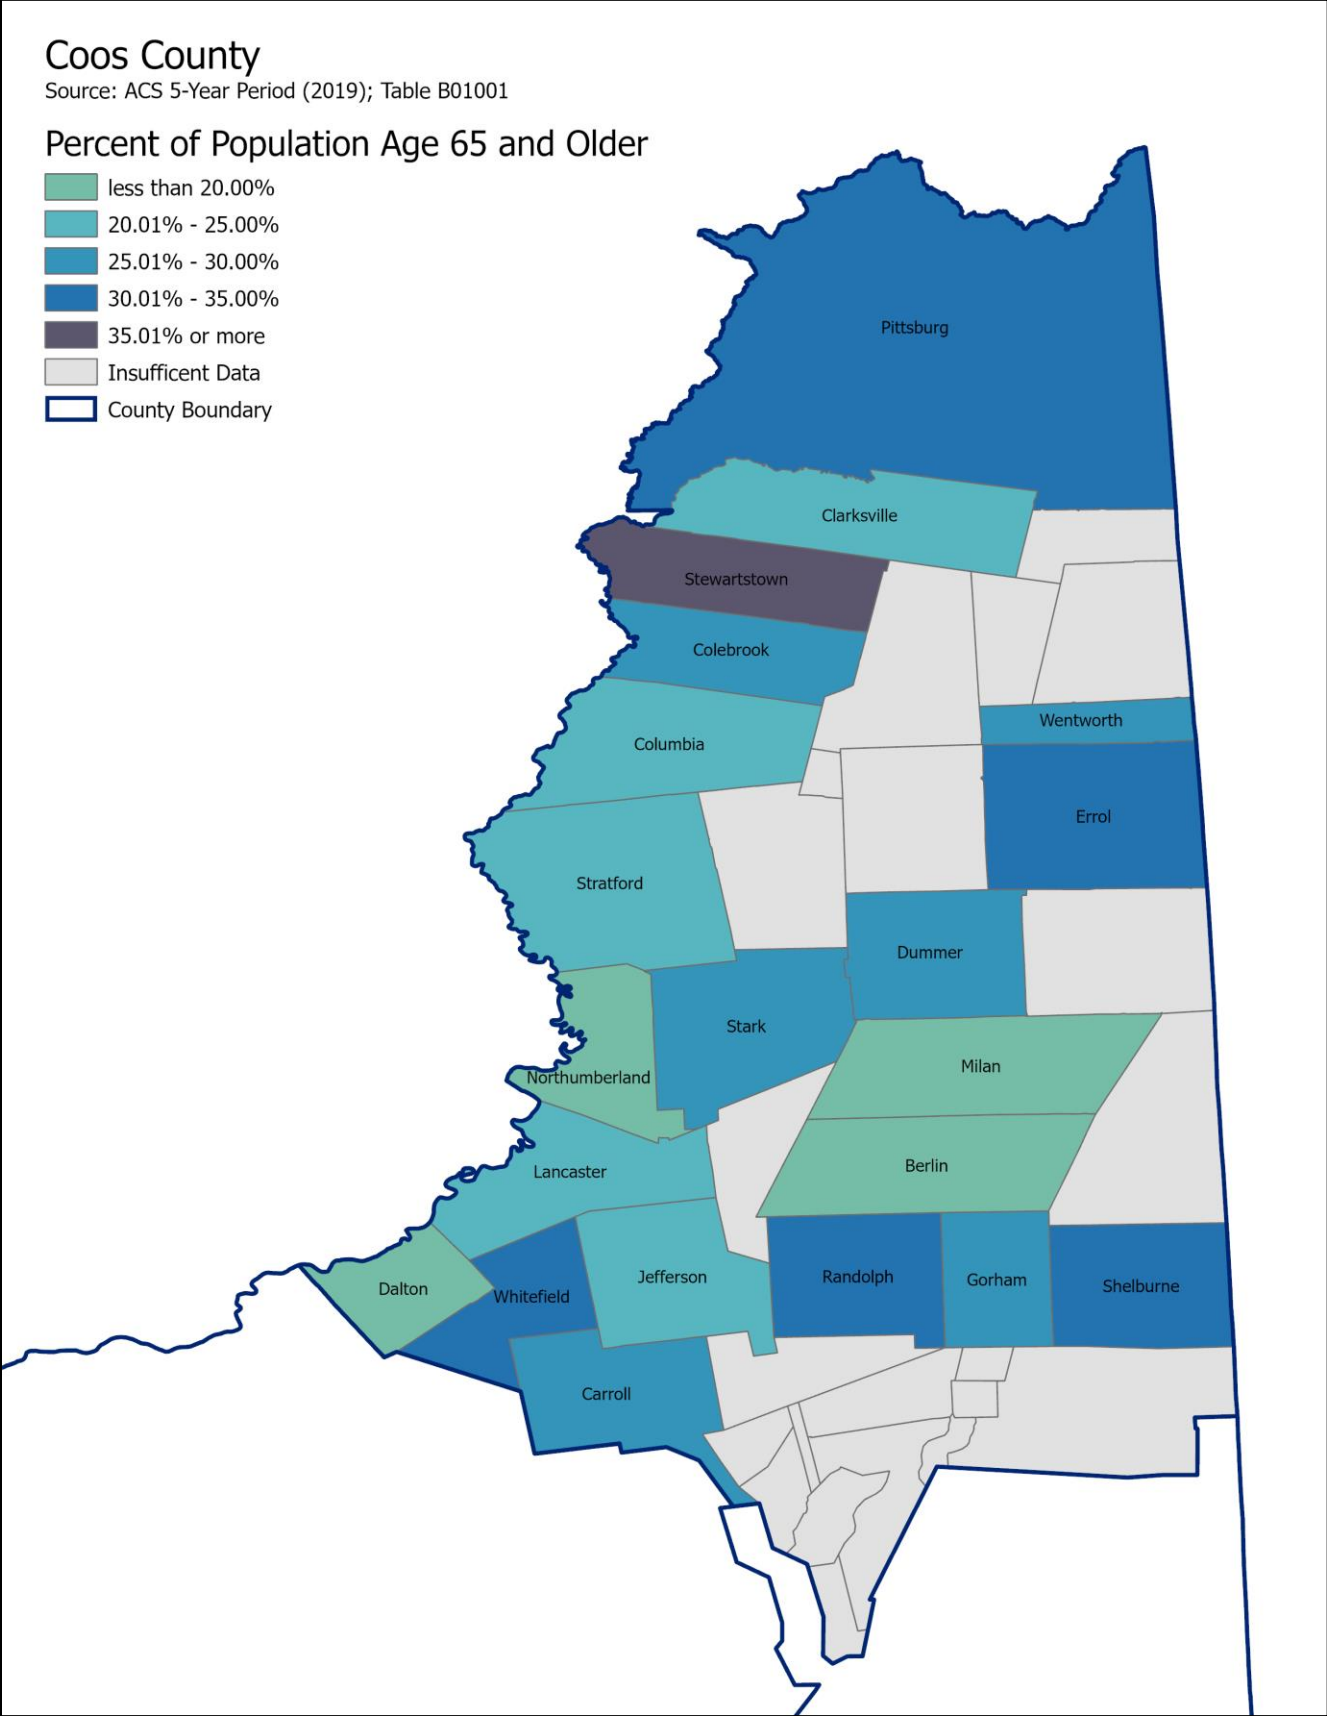 Coos County
Source: ACS 5-Year Period (2019); Table B01001
Percent of Population Age 65 and Older
less than 20.00%
20.01% - 25.00%
25.01% - 30.00%
30.01% - 35.00%
35.01% or more
Insufficent Data
County Boundary
Pittsburg
Clarksville
Stewartstown
Colebrook
Wentworth
Columbia
Errol
Stratford
Dummer
Stark
Milan
Northumberland
Berlin
Lancaster
Randolph
Jefferson
Gorham
Shelburne
Dalton
Whitefield
Carroll